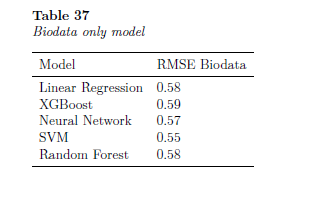 Table 37
Biodata only model
Model RMSE Biodata
Linear Regression 0.58
XGBoost 0.59
Neural Network 0.57
SVM 0.55
Random Forest 0.58